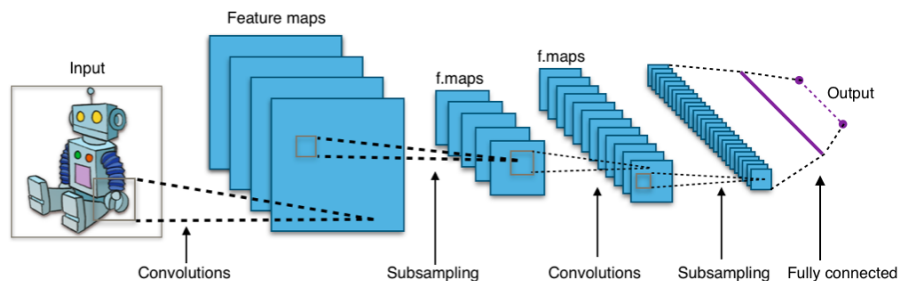 Feature maps
Input
f.maps
f.maps
Output
Convolutions
Subsampling
Convolutions
Subsampling
Fully connected